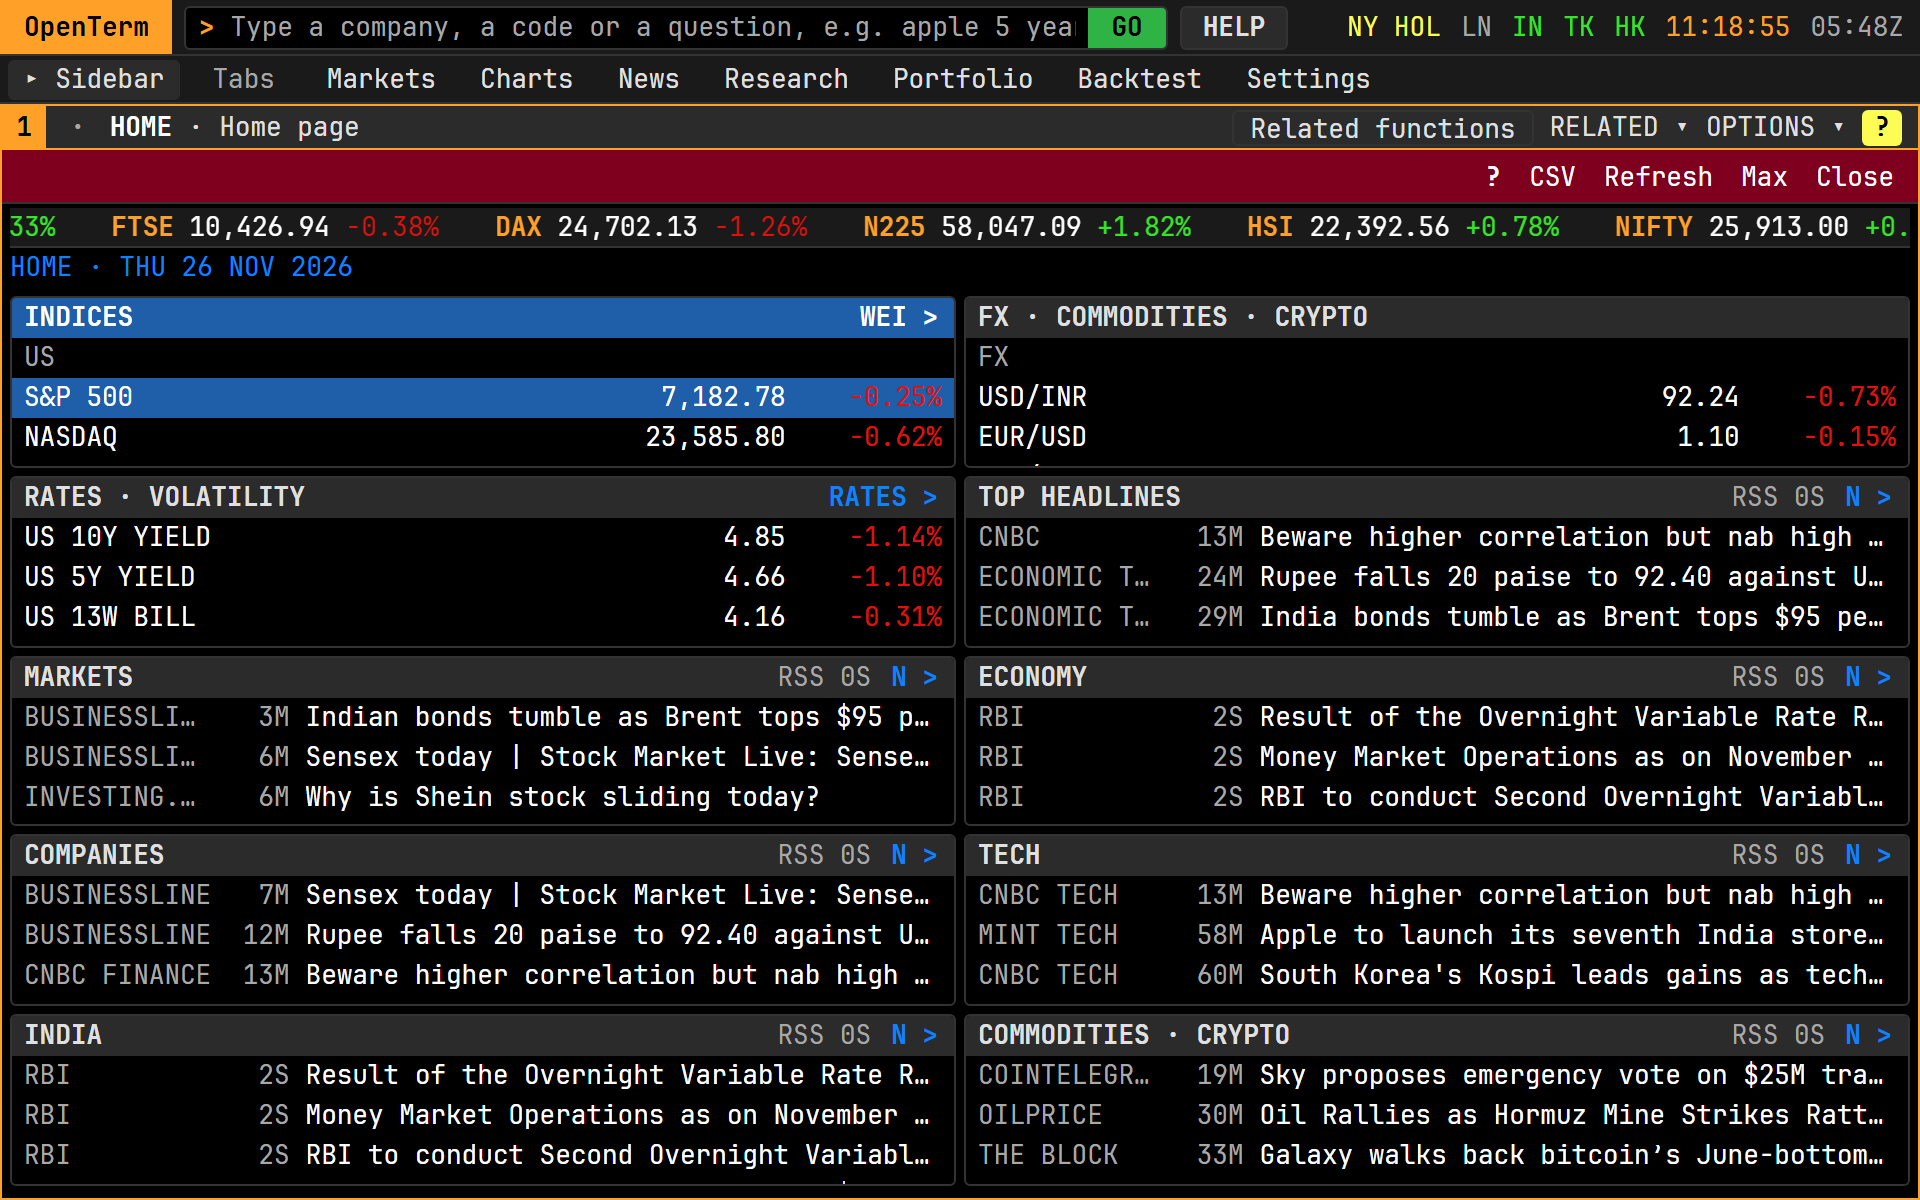 OpenTerm > Type a company, a code or a question, e.g. apple 5 year GO HELP NY HOL LN IN TK HK 11:18:55 05:48Z
▸ Sidebar Tabs Markets Charts News Research Portfolio Backtest Settings
1 · HOME · Home page Related functions RELATED ▾ OPTIONS ▾ ?
? CSV Refresh Max Close
33% FTSE 10,426.94 -0.38% DAX 24,702.13 -1.26% N225 58,047.09 +1.82% HSI 22,392.56 +0.78% NIFTY 25,913.00 +0.
HOME · THU 26 NOV 2026
INDICES WEI >
US
S&P 500 7,182.78 -0.25%
NASDAQ 23,585.80 -0.62%
FX · COMMODITIES · CRYPTO
FX
USD/INR 92.24 -0.73%
EUR/USD 1.10 -0.15%
RATES · VOLATILITY RATES >
US 10Y YIELD 4.85 -1.14%
US 5Y YIELD 4.66 -1.10%
US 13W BILL 4.16 -0.31%
TOP HEADLINES RSS 0S N >
CNBC 13M Beware higher correlation but nab high …
ECONOMIC T… 24M Rupee falls 20 paise to 92.40 against U…
ECONOMIC T… 29M India bonds tumble as Brent tops $95 pe…
MARKETS RSS 0S N >
BUSINESSLI… 3M Indian bonds tumble as Brent tops $95 p…
BUSINESSLI… 6M Sensex today | Stock Market Live: Sense…
INVESTING.… 6M Why is Shein stock sliding today?
ECONOMY RSS 0S N >
RBI 2S Result of the Overnight Variable Rate R…
RBI 2S Money Market Operations as on November …
RBI 2S RBI to conduct Second Overnight Variabl…
COMPANIES RSS 0S N >
BUSINESSLINE 7M Sensex today | Stock Market Live: Sense…
BUSINESSLINE 12M Rupee falls 20 paise to 92.40 against U…
CNBC FINANCE 13M Beware higher correlation but nab high …
TECH RSS 0S N >
CNBC TECH 13M Beware higher correlation but nab high …
MINT TECH 58M Apple to launch its seventh India store…
CNBC TECH 60M South Korea's Kospi leads gains as tech…
INDIA RSS 0S N >
RBI 2S Result of the Overnight Variable Rate R…
RBI 2S Money Market Operations as on November …
RBI 2S RBI to conduct Second Overnight Variabl…
COMMODITIES · CRYPTO RSS 0S N >
COINTELEGR… 19M Sky proposes emergency vote on $25M tra…
OILPRICE 30M Oil Rallies as Hormuz Mine Strikes Ratt…
THE BLOCK 33M Galaxy walks back bitcoin’s June-bottom…